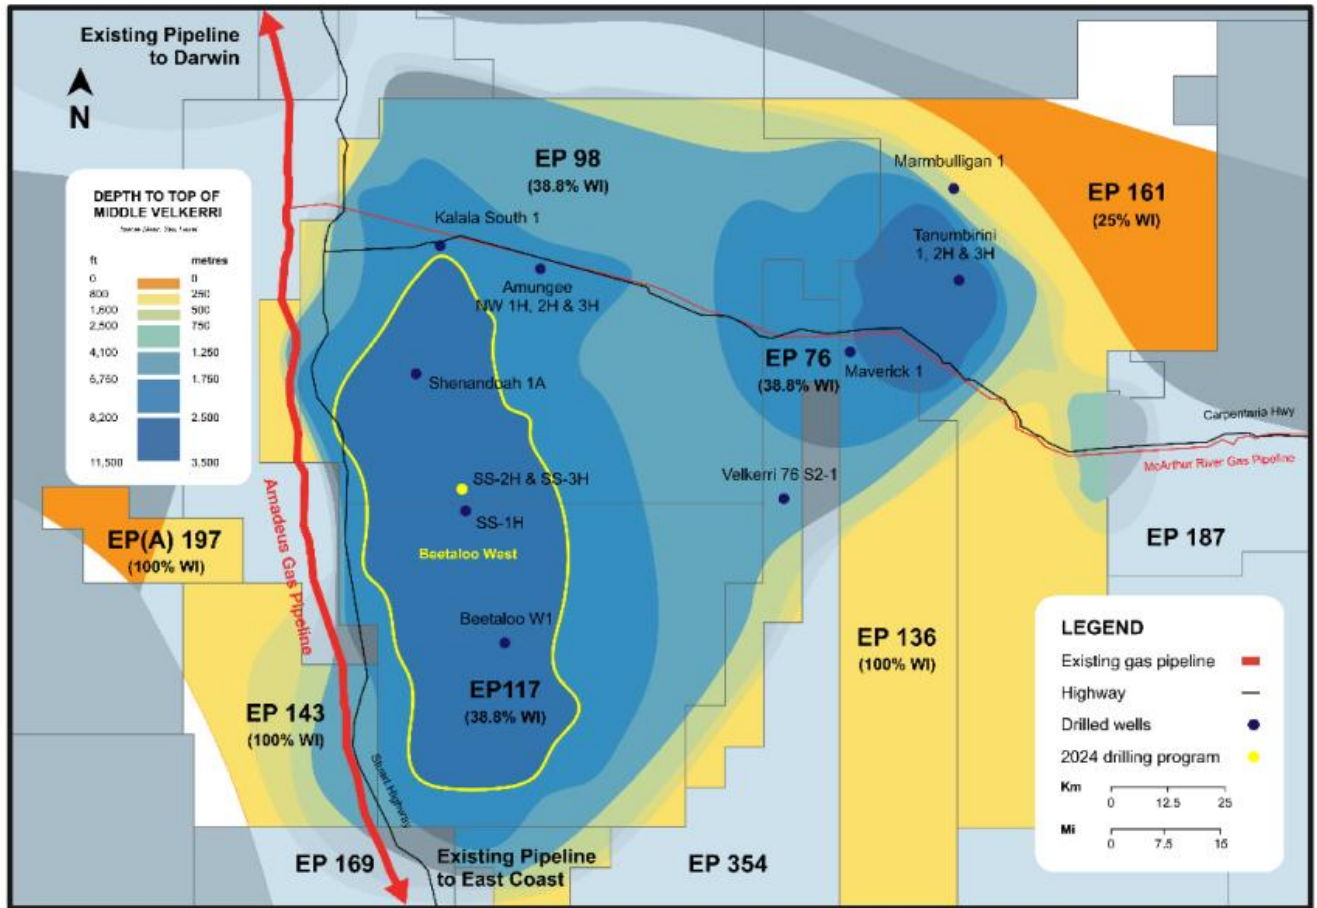 Existing Pipeline
to Darwin
N
DEPTH TO TOP OF
MIDDLE VELKERRI
ft metres
0 0
800 250
1,600 500
2,500 750
4,100 1.250
5,750 1,750
8,200 2.500
11,500 3,500
EP 98
(38.8% WI)
Marmbulligan 1
EP 161
(25% WI)
Kalala South 1
Tanumbirini
1, 2H & 3H
Amungee
NW 1H, 2H & 3H
EP 76
(38.8% WI)
Maverick 1
Shenandoah 1A
Carpentaria Hwy
McArthur River Gas Pipeline
SS-2H & SS-3H
Velkerri 76 S2-1
SS-1H
Amadeus Gas Pipeline
EP(A) 197
(100% WI)
Beetaloo West
EP 187
Beetaloo W1
EP117
(38.8% WI)
EP 136
(100% WI)
EP 143
(100% WI)
Stuart Highway
EP 169
Existing Pipeline
to East Coast
EP 354
LEGEND
Existing gas pipeline
Highway
Drilled wells
2024 drilling program
Km
0 12.5 25
Mi
0 7.5 15